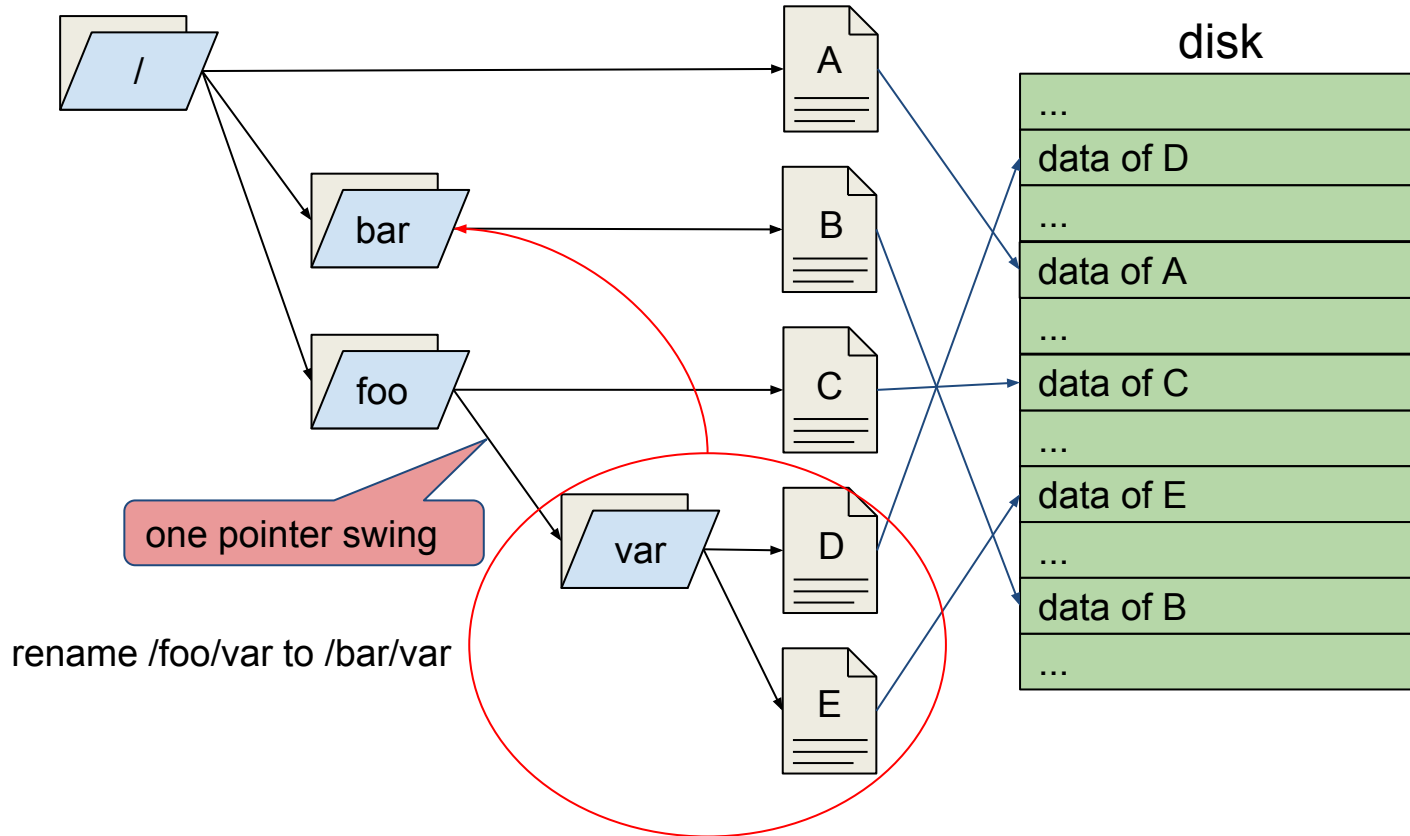 /
A
disk
...
data of D
bar
B
...
data of A
...
foo
C
data of C
...
one pointer swing
var
D
data of E
...
data of B
rename /foo/var to /bar/var
E
...